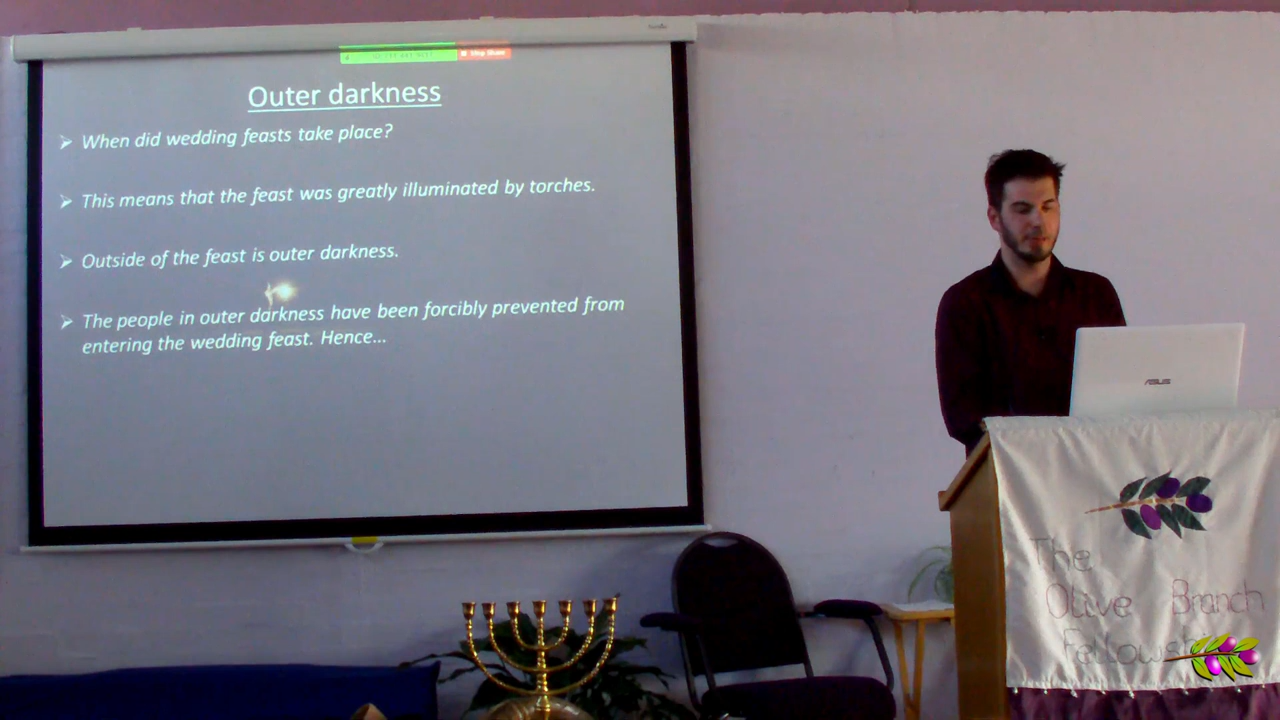 Stop Share
Outer darkness
When did wedding feasts take place?
This means that the feast was greatly illuminated by torches.
Outside of the feast is outer darkness.
The people in outer darkness have been forcibly prevented from
entering the wedding feast. Hence...
ASUS
The
Olive Branch